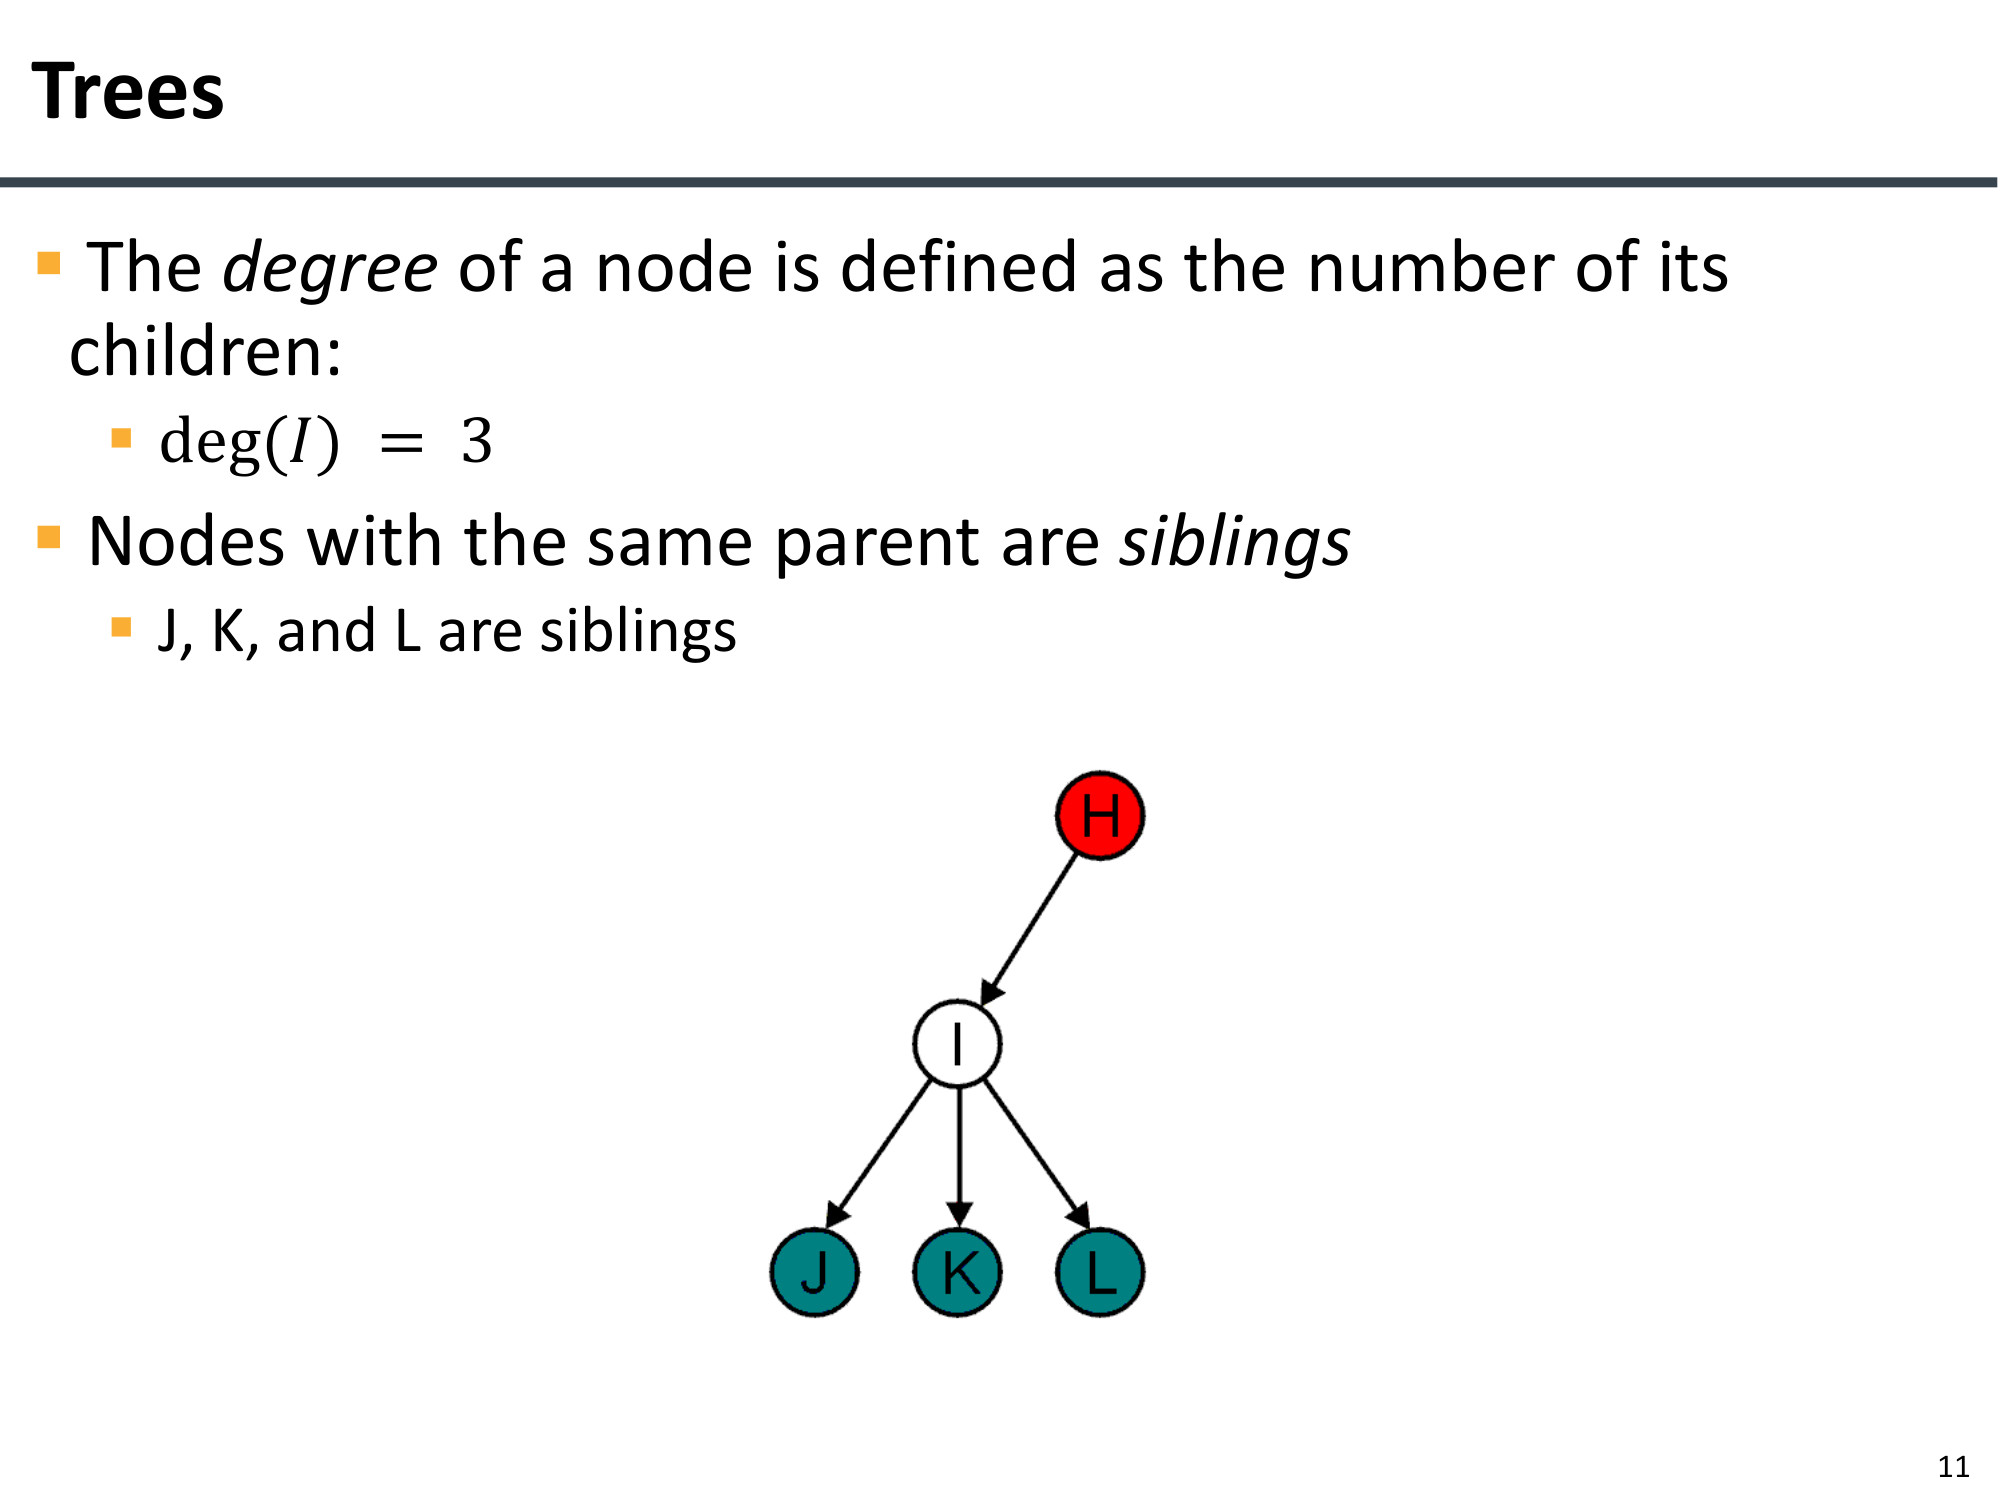 Trees
The degree of a node is defined as the number of its
children:
deg(𝐼) = 3
Nodes with the same parent are siblings
J, K, and L are siblings
H
I
J K L
11